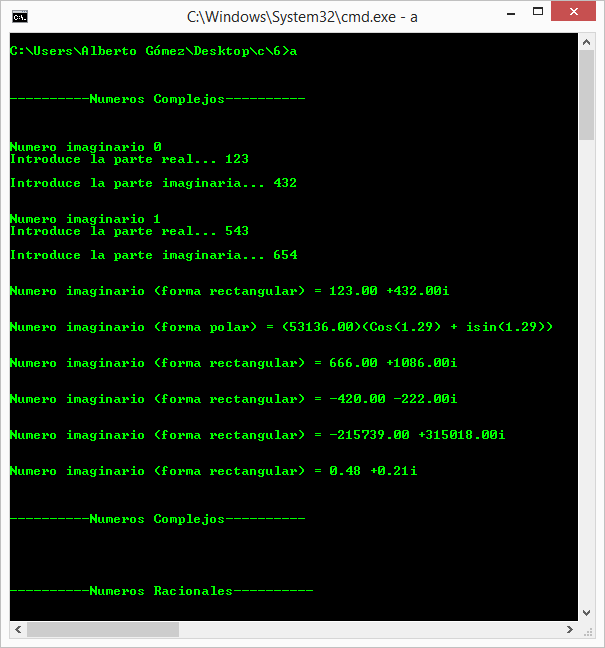 C:\Windows\System32\cmd.exe - a
C:\Users\Alberto Gómez\Desktop\c\6>a
----------Numeros Complejos----------
Numero imaginario 0
Introduce la parte real... 123
Introduce la parte imaginaria... 432
Numero imaginario 1
Introduce la parte real... 543
Introduce la parte imaginaria... 654
Numero imaginario (forma rectangular) = 123.00 +432.00i
Numero imaginario (forma polar) = (53136.00)(Cos(1.29) + isin(1.29))
Numero imaginario (forma rectangular) = 666.00 +1086.00i
Numero imaginario (forma rectangular) = -420.00 -222.00i
Numero imaginario (forma rectangular) = -215739.00 +315018.00i
Numero imaginario (forma rectangular) = 0.48 +0.21i
----------Numeros Complejos----------
----------Numeros Racionales----------